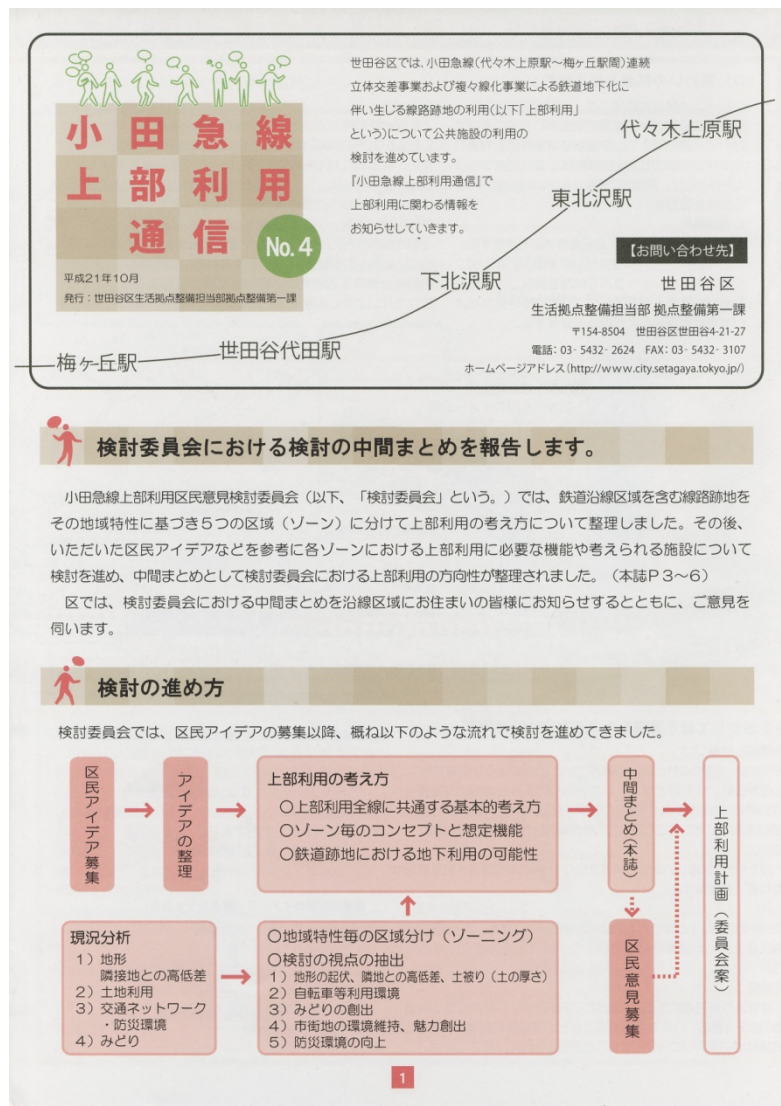 小田急線
上部利用
通信
No.4
平成21年10月
発行：世田谷区生活拠点整備担当部拠点整備第一課
世田谷区では、小田急線(代々木上原駅～梅ヶ丘駅間)連続
立体交差事業および複々線化事業による鉄道地下化に
伴い生じる線路跡地の利用(以下「上部利用」
という)について公共施設の利用の
検討を進めています。
『小田急線上部利用通信』で
上部利用に関わる情報を
お知らせしていきます。
代々木上原駅
東北沢駅
下北沢駅
世田谷代田駅
梅ヶ丘駅
【お問い合わせ先】
世田谷区
生活拠点整備担当部 拠点整備第一課
〒154-8504 世田谷区世田谷4-21-27
電話：03-5432-2624 FAX：03-5432-3107
ホームページアドレス(http://www.city.setagaya.tokyo.jp/)
検討委員会における検討の中間まとめを報告します。
小田急線上部利用区民意見検討委員会（以下、「検討委員会」という。）では、鉄道沿線区域を含む線路跡地を
その地域特性に基づき５つの区域（ゾーン）に分けて上部利用の考え方について整理しました。その後、
いただいた区民アイデアなどを参考に各ゾーンにおける上部利用に必要な機能や考えられる施設について
検討を進め、中間まとめとして検討委員会における上部利用の方向性が整理されました。（本誌Ｐ３～６）
区では、検討委員会における中間まとめを沿線区域にお住まいの皆様にお知らせするとともに、ご意見を
伺います。
検討の進め方
検討委員会では、区民アイデアの募集以降、概ね以下のような流れで検討を進めてきました。
区民アイデア募集
アイデアの整理
上部利用の考え方
○上部利用全線に共通する基本的考え方
○ゾーン毎のコンセプトと想定機能
○鉄道跡地における地下利用の可能性
中間まとめ（本誌）
上部利用計画（委員会案）
現況分析
１）地形
隣接地との高低差
２）土地利用
３）交通ネットワーク
・防災環境
４）みどり
○地域特性毎の区域分け（ゾーニング）
○検討の視点の抽出
１）地形の起伏、隣地との高低差、土被り（土の厚さ）
２）自転車等利用環境
３）みどりの創出
４）市街地の環境維持、魅力創出
５）防災環境の向上
区民意見募集
1